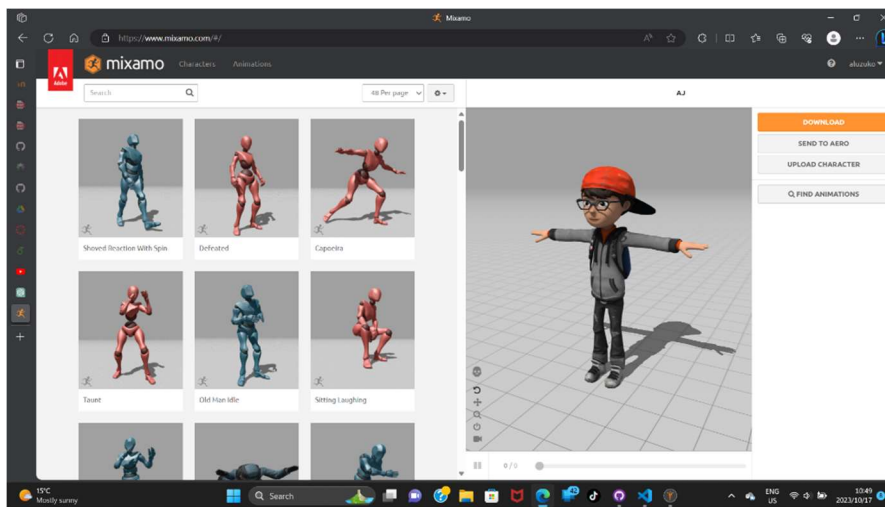 Mixamo
https://www.mixamo.com/#/
Adobe
mixamo
Characters
Animations
aluzuko
Search
48 Per page
AJ
DOWNLOAD
SEND TO AERO
UPLOAD CHARACTER
FIND ANIMATIONS
Shoved Reaction With Spin
Defeated
Capoeira
Taunt
Old Man Idle
Sitting Laughing
0 / 0
15°C
Mostly sunny
Search
ENG
US
10:49
2023/10/17